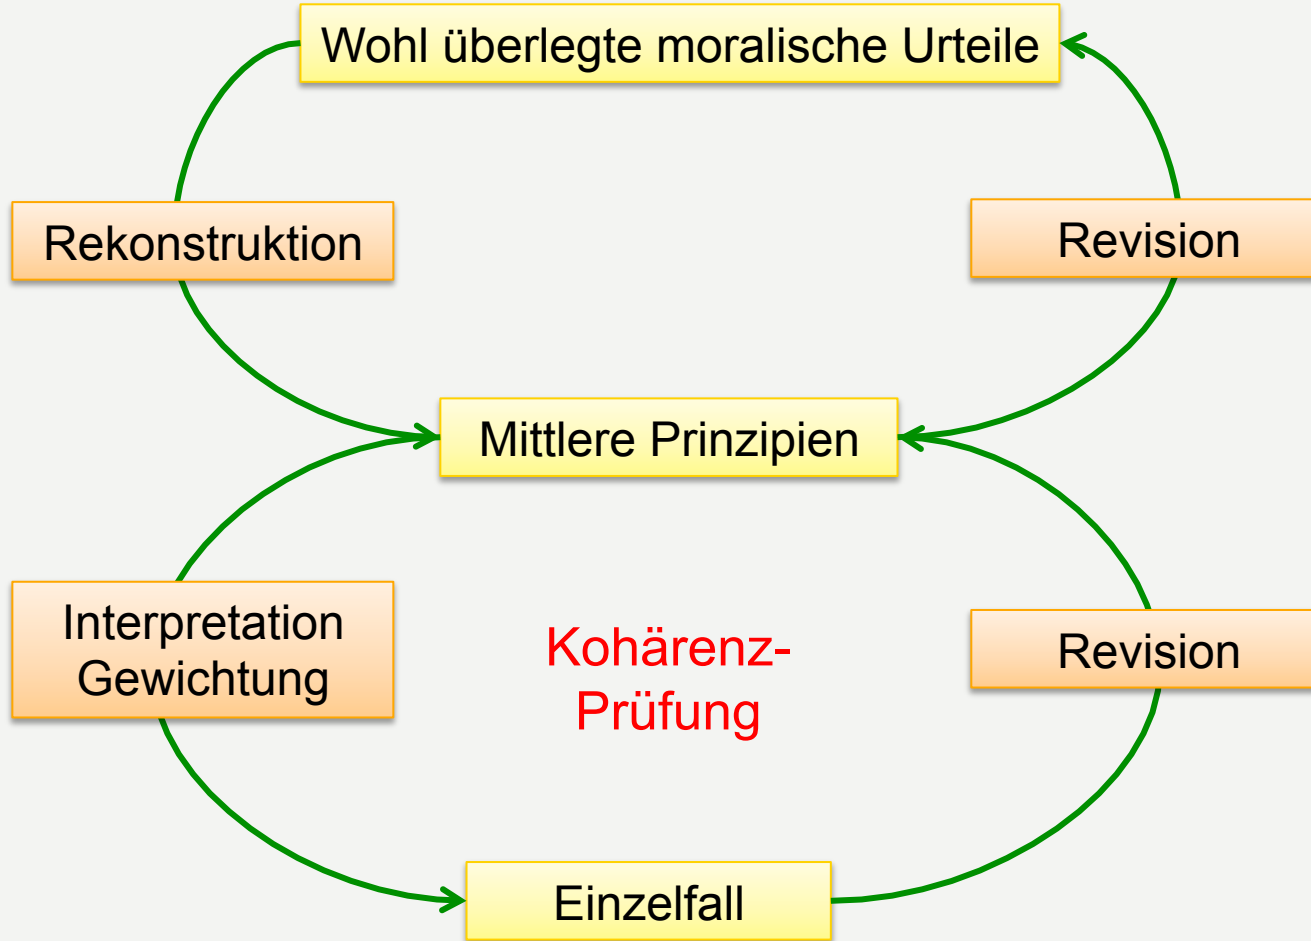 Wohl überlegte moralische Urteile
Rekonstruktion
Revision
Mittlere Prinzipien
Interpretation
Gewichtung
Kohärenz-
Prüfung
Revision
Einzelfall